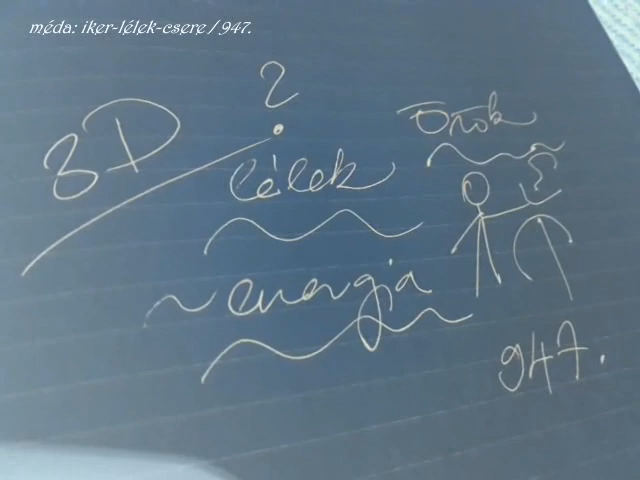 méda: iker-lélek-csere / 947.
?
3D
Örök
lélek
?
~ energia
947.